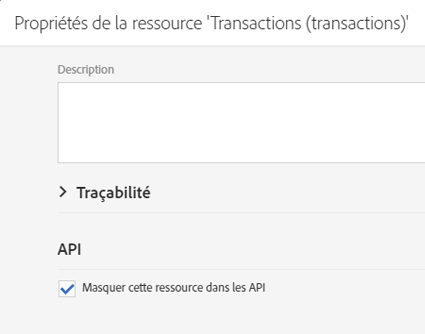 Propriétés de la ressource 'Transactions (transactions)'
Description
Traçabilité
API
Masquer cette ressource dans les API